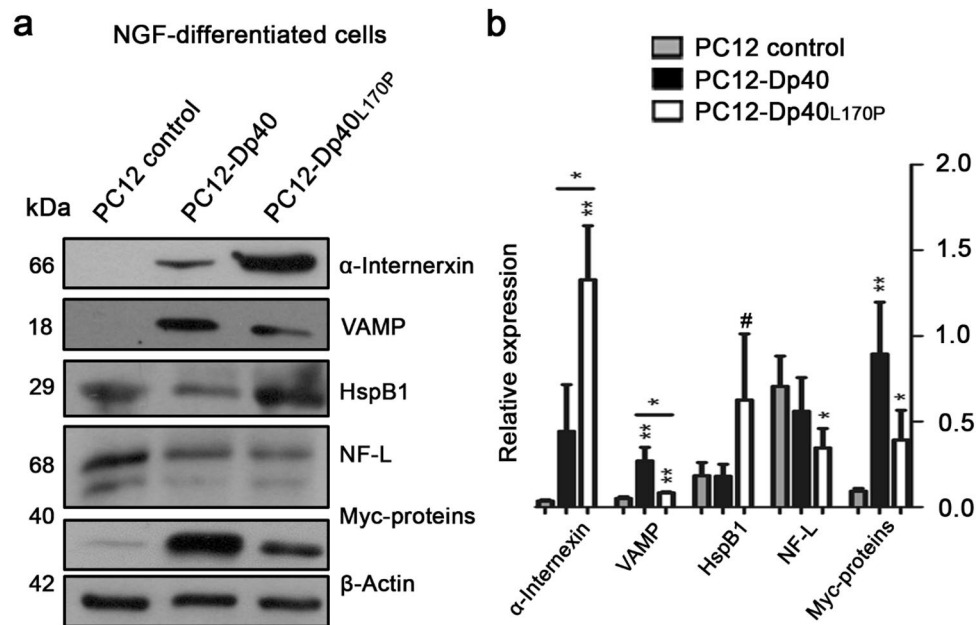 a
NGF-differentiated cells
PC12 control
PC12-Dp40
PC12-Dp40L170P
kDa
66
α-Internerxin
18
VAMP
29
HspB1
68
NF-L
40
Myc-proteins
42
β-Actin
b
PC12 control
PC12-Dp40
PC12-Dp40L170P
Relative expression
2.0
1.5
1.0
0.5
0.0
*
**
*
**
**
#
*
**
*
α-Internexin
VAMP
HspB1
NF-L
Myc-proteins